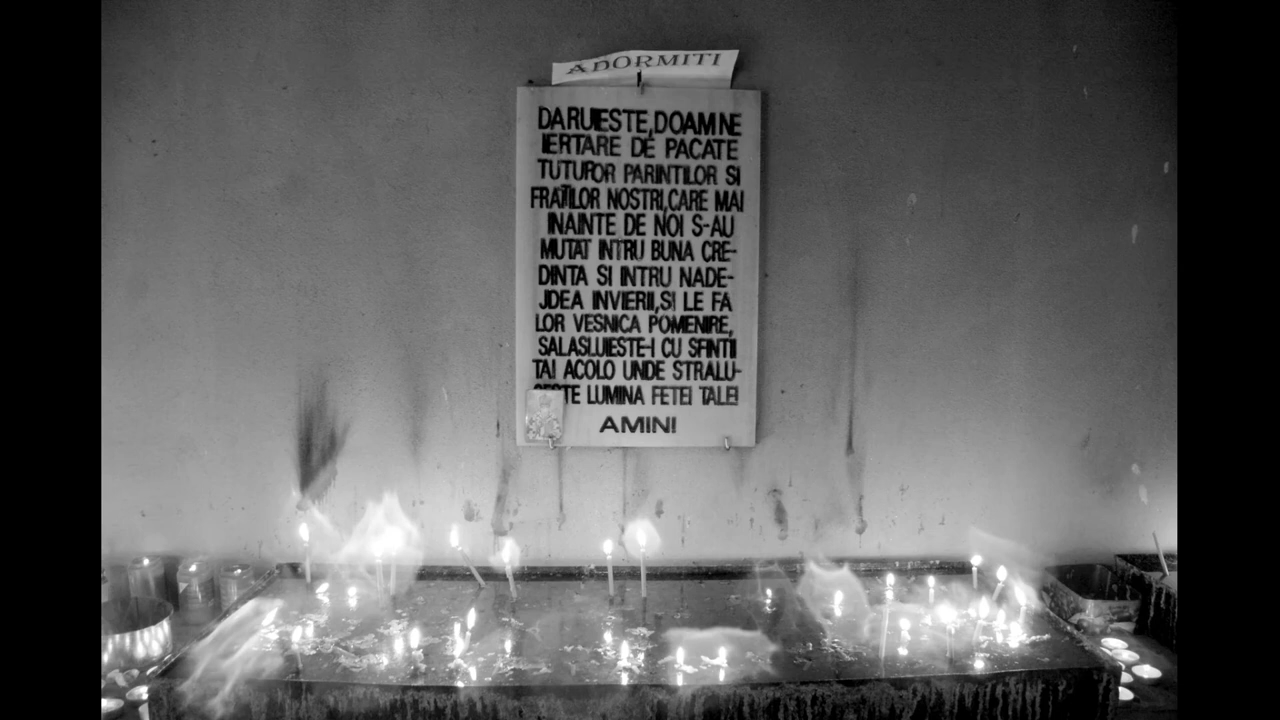 ADORMITI
DARUIESTE, DOAMNE
IERTARE DE PACATE
TUTUROR PARINTILOR SI
FRATILOR NOSTRI, CARE MAI
INAINTE DE NOI S-AU
MUTAT INTRU BUNA CRE-
DINTA SI INTRU NADE-
JDEA INVIERII, SI LE FA
LOR VESNICA POMENIRE,
SALASLUIESTE-I CU SFINTII
TAI ACOLO UNDE STRALU-
CESTE LUMINA FETEI TALE!
AMIN!